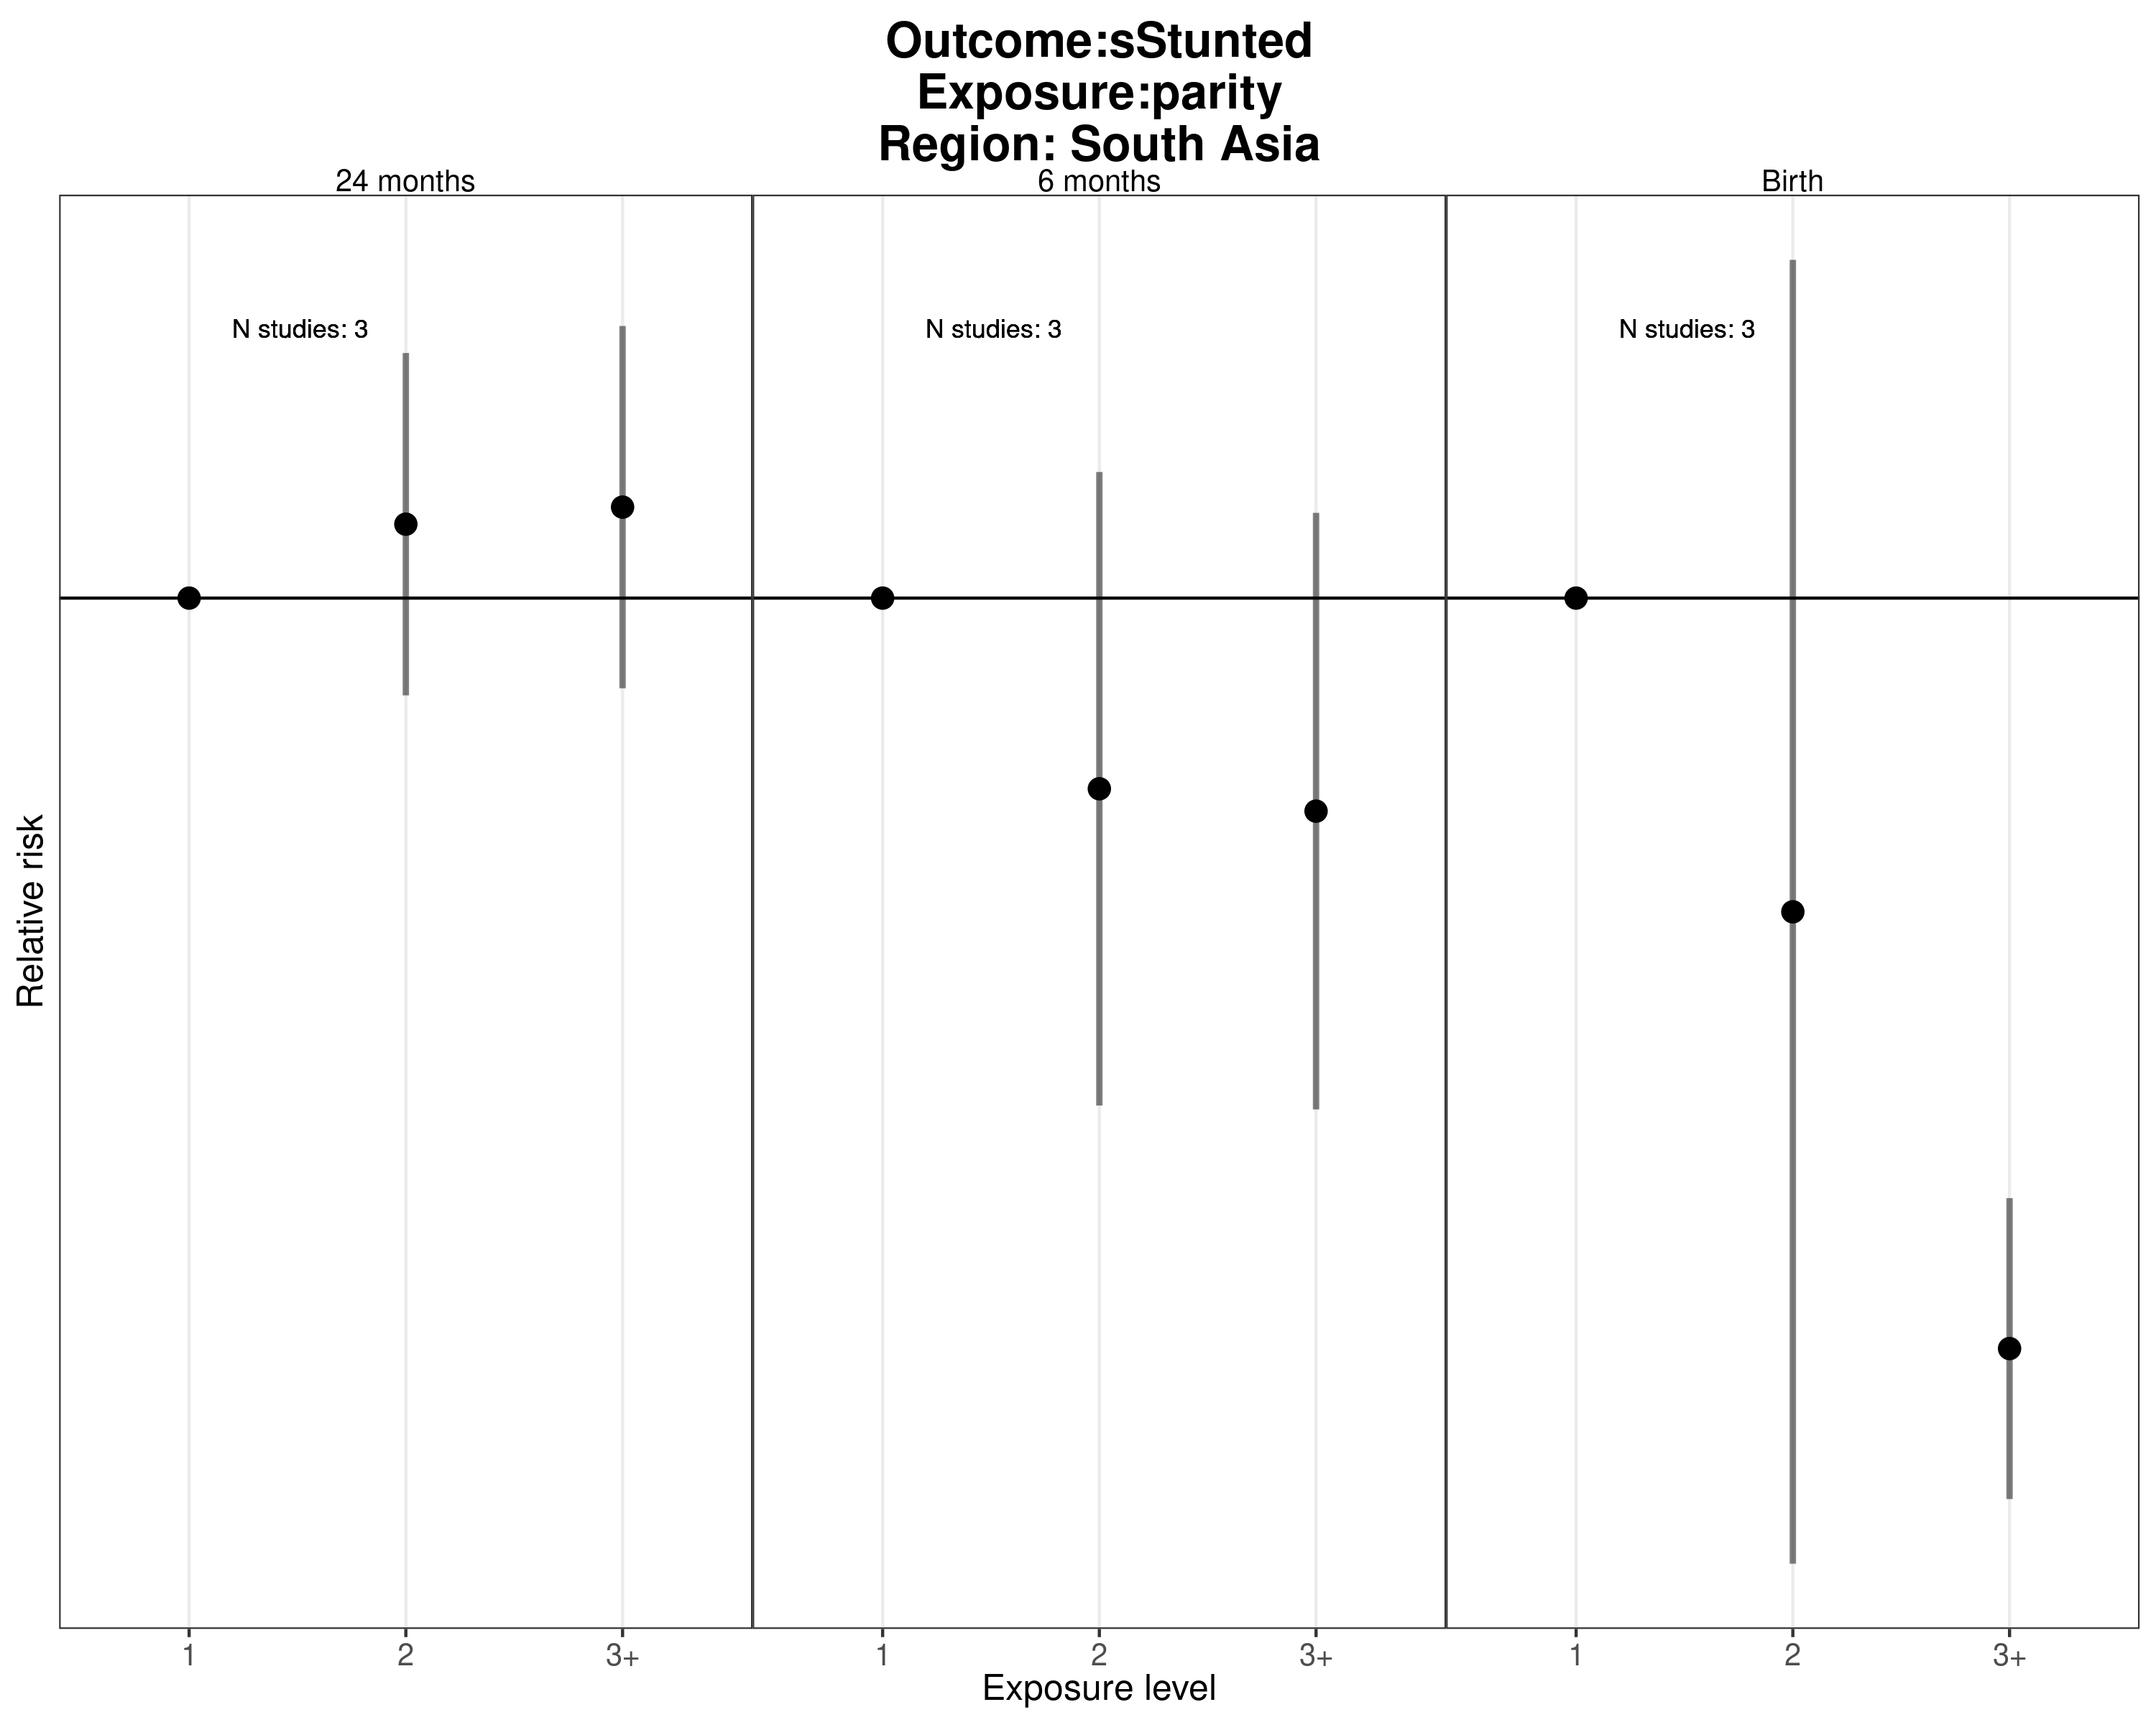 Outcome:sStunted
Exposure:parity
Region: South Asia
24 months
6 months
Birth
N studies: 3
N studies: 3
N studies: 3
Relative risk
1
2
3+
1
2
3+
1
2
3+
Exposure level